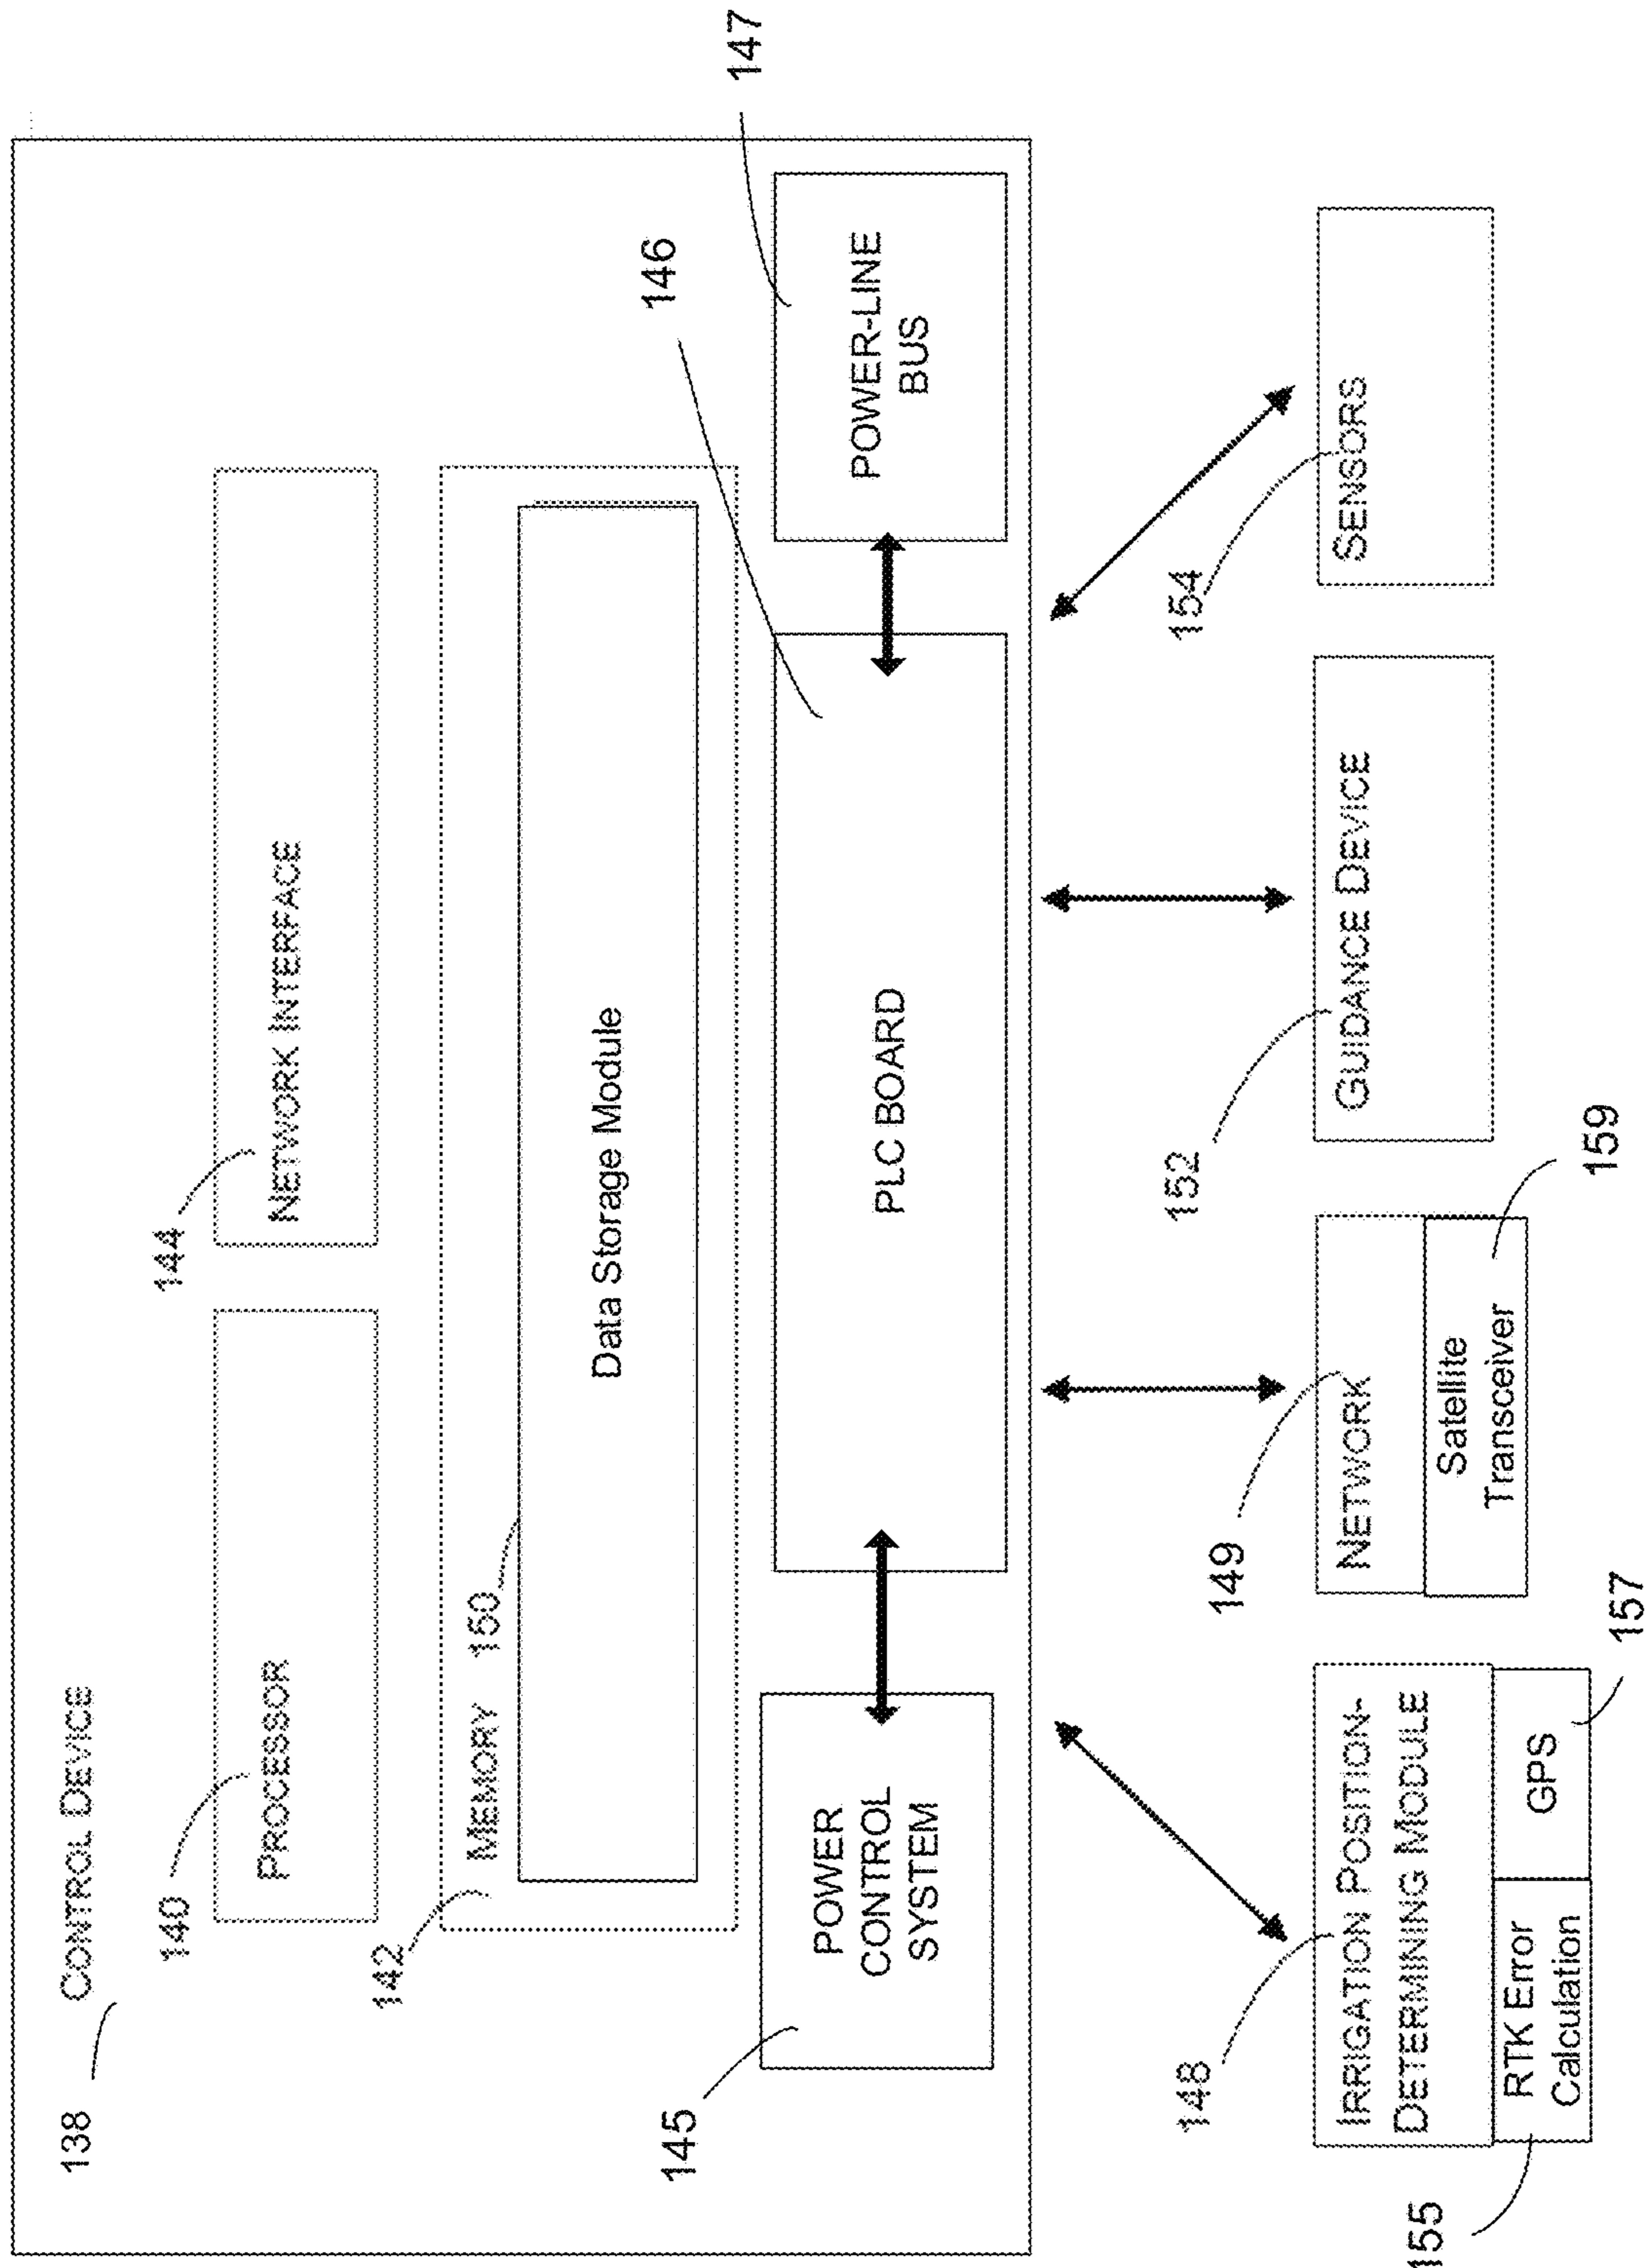 138
CONTROL DEVICE
140
PROCESSOR
144
NETWORK INTERFACE
142
MEMORY 150
Data Storage Module
145
POWER
CONTROL
SYSTEM
146
PLC BOARD
147
POWER-LINE
BUS
148
IRRIGATION POSITION-
DETERMINING MODULE
155
RTK Error
Calculation
GPS
157
149
NETWORK
Satellite
Transceiver
159
152
GUIDANCE DEVICE
154
SENSORS